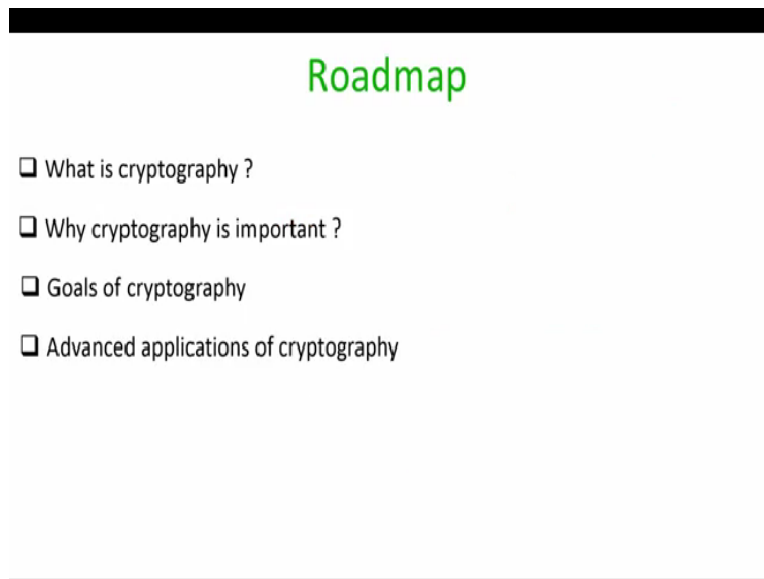 Roadmap
What is cryptography ?
Why cryptography is important ?
Goals of cryptography
Advanced applications of cryptography